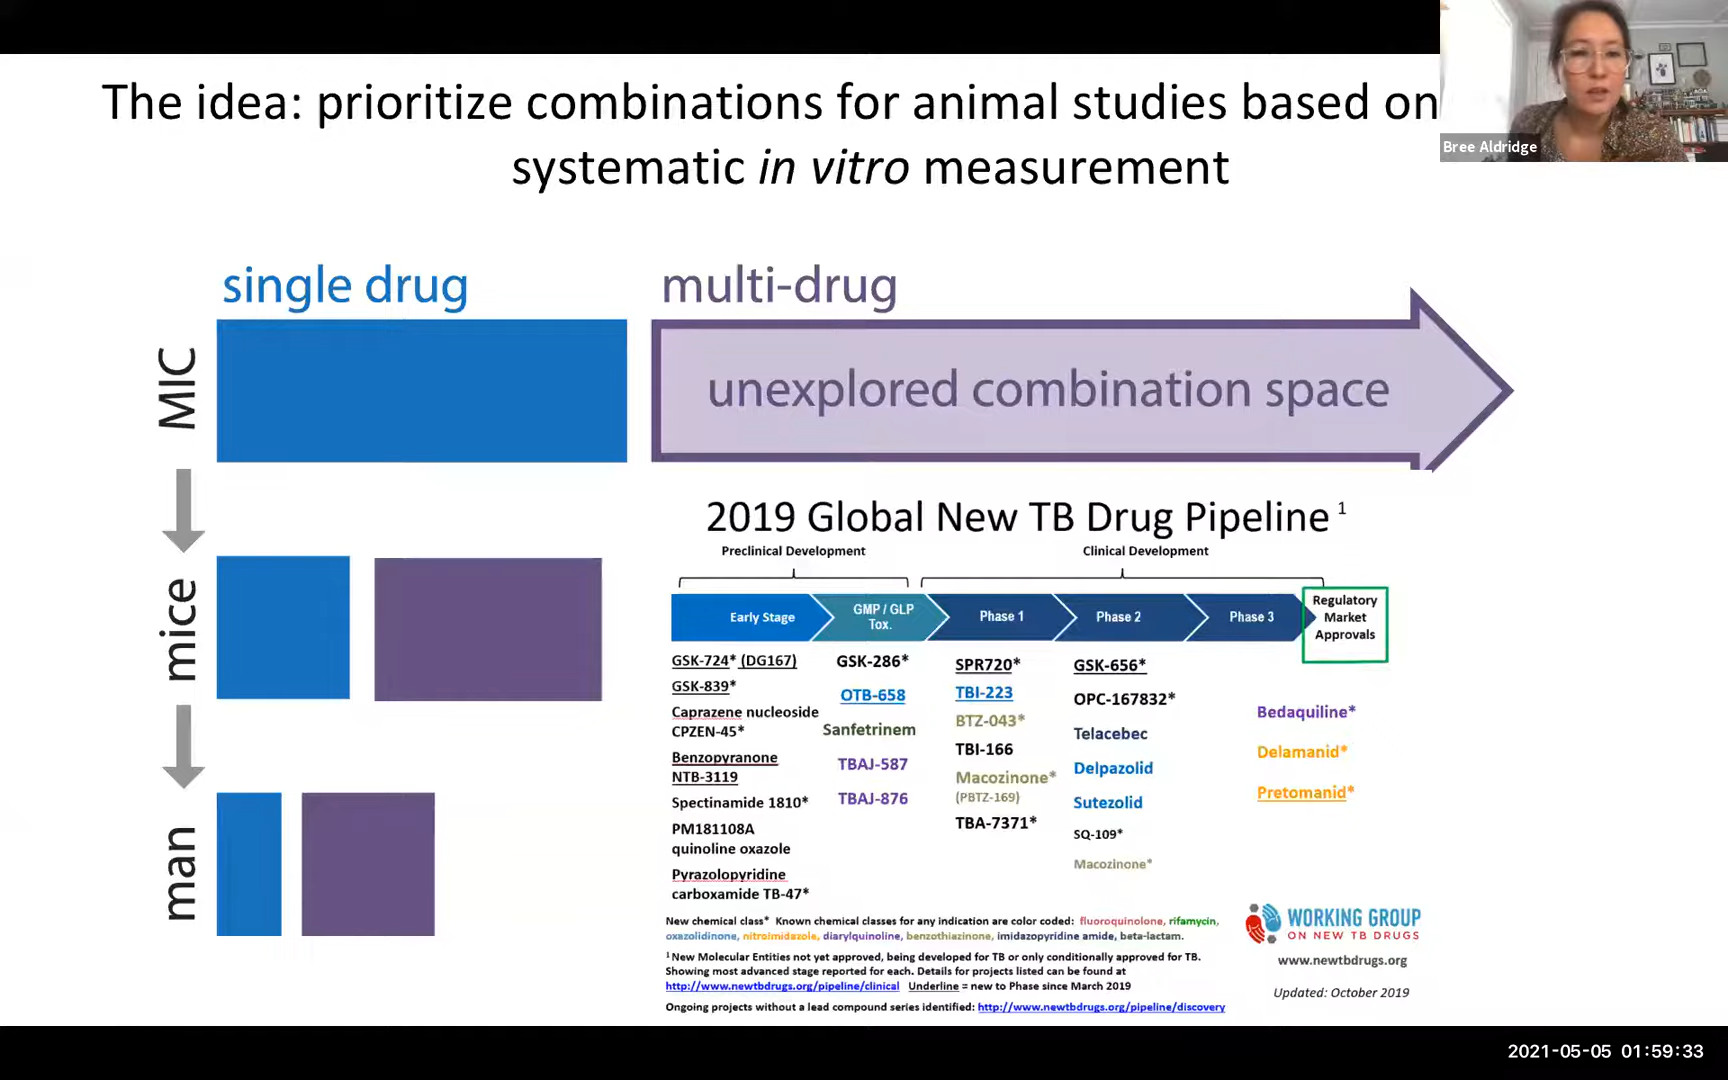 The idea: prioritize combinations for animal studies based on
systematic in vitro measurement
Bree Aldridge
single drug
multi-drug
MIC
unexplored combination space
mice
man
2019 Global New TB Drug Pipeline 1
Preclinical Development
Clinical Development
Early Stage
GMP / GLP
Tox.
Phase 1
Phase 2
Phase 3
Regulatory
Market
Approvals
GSK-724* (DG167)
GSK-839*
Caprazene nucleoside
CPZEN-45*
Benzopyranone
NTB-3119
Spectinamide 1810*
PM181108A
quinoline oxazole
Pyrazolopyridine
carboxamide TB-47*
GSK-286*
OTB-658
Sanfetrinem
TBAJ-587
TBAJ-876
SPR720*
TBI-223
BTZ-043*
TBI-166
Macozinone*
(PBTZ-169)
TBA-7371*
GSK-656*
OPC-167832*
Telacebec
Delpazolid
Sutezolid
SQ-109*
Macozinone*
Bedaquiline*
Delamanid*
Pretomanid*
New chemical class* Known chemical classes for any indication are color coded: fluoroquinolone, rifamycin,
oxazolidinone, nitroimidazole, diarylquinoline, benzothiazinone, imidazopyridine amide, beta-lactam.
1 New Molecular Entities not yet approved, being developed for TB or only conditionally approved for TB.
Showing most advanced stage reported for each. Details for projects listed can be found at
http://www.newtbdrugs.org/pipeline/clinical Underline = new to Phase since March 2019
Ongoing projects without a lead compound series identified: http://www.newtbdrugs.org/pipeline/discovery
WORKING GROUP
ON NEW TB DRUGS
www.newtbdrugs.org
Updated: October 2019
2021-05-05 01:59:33